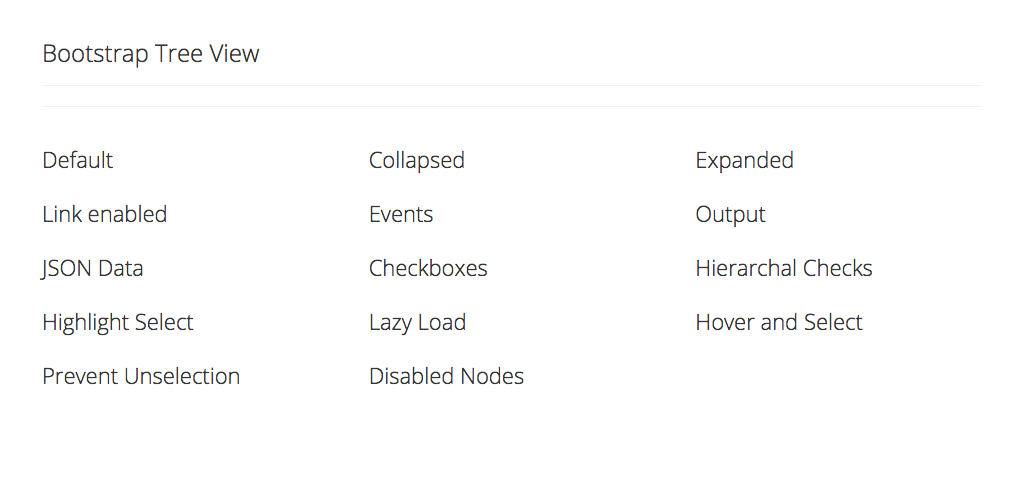 Bootstrap Tree View
Default Collapsed Expanded
Link enabled Events Output
JSON Data Checkboxes Hierarchal Checks
Highlight Select Lazy Load Hover and Select
Prevent Unselection Disabled Nodes